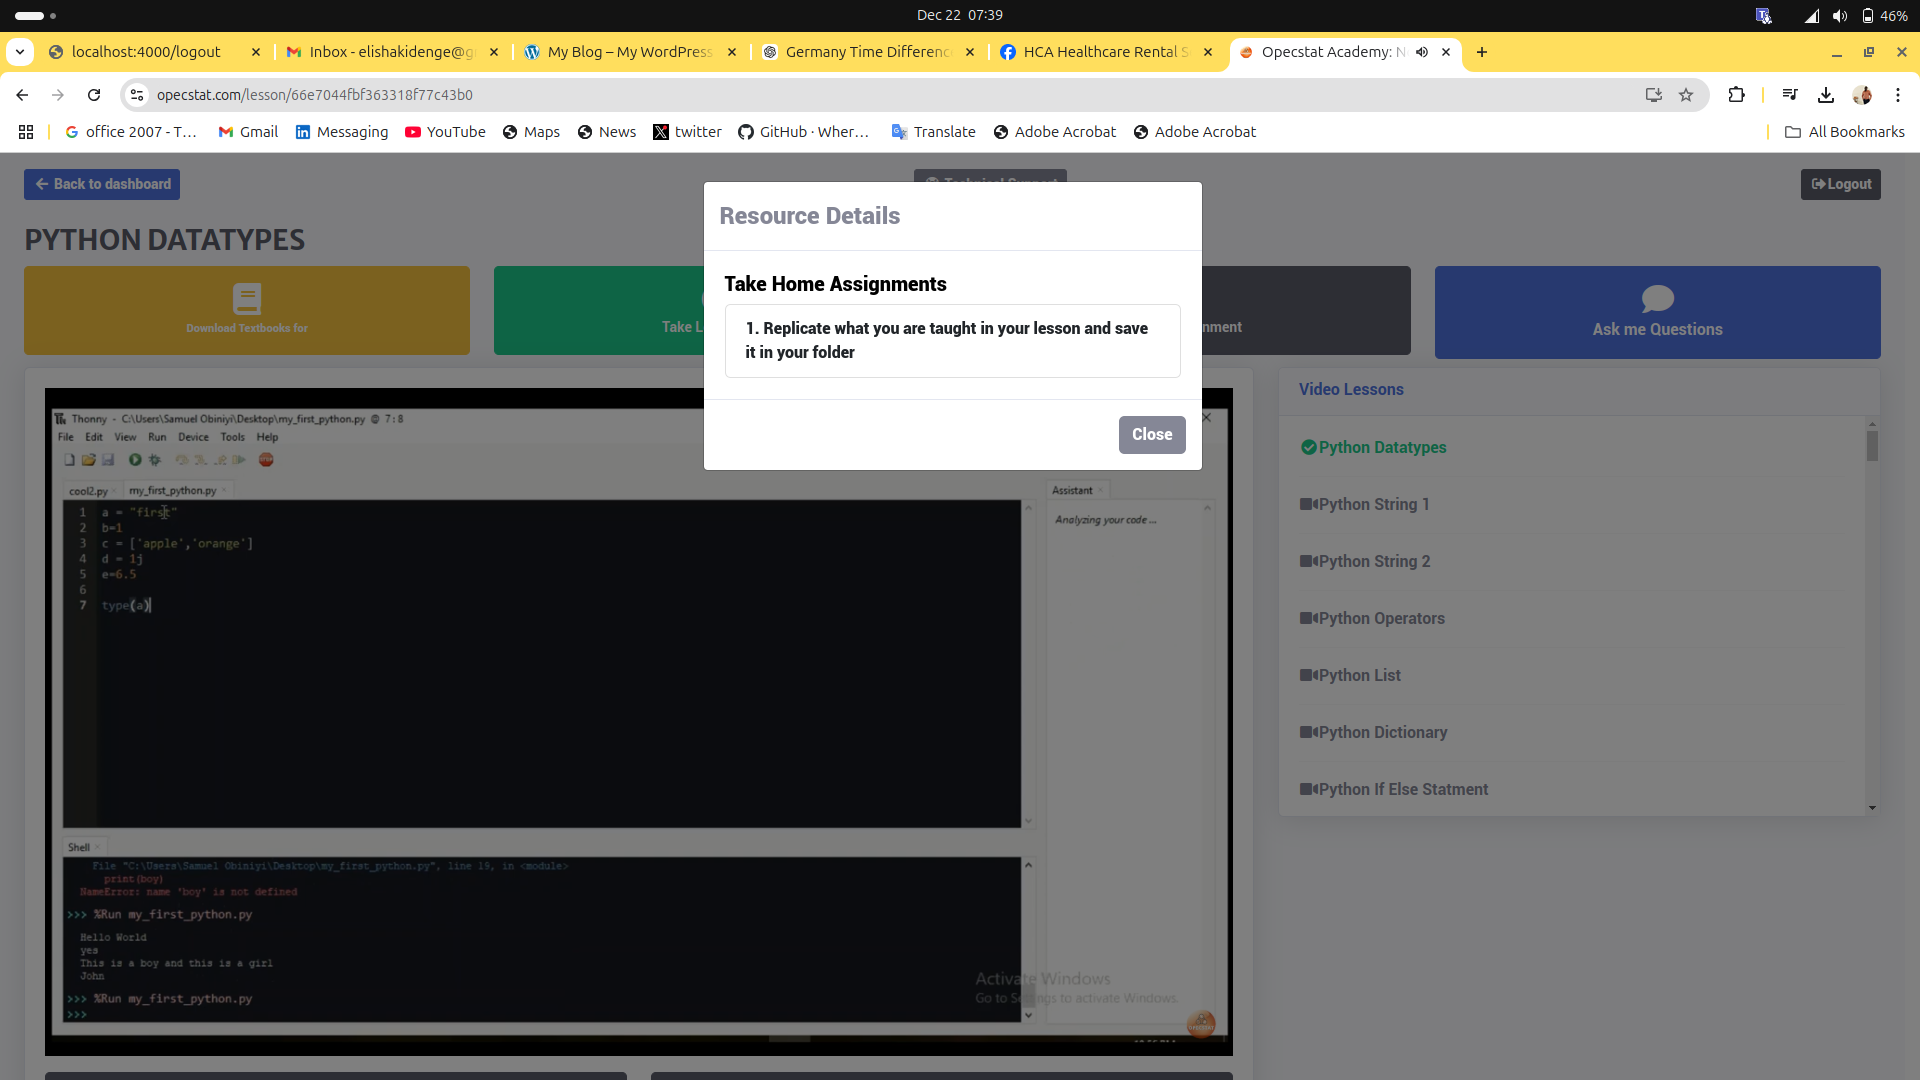 Dec 22 07:39
46%
localhost:4000/logout
Inbox - elishakidenge@g
My Blog – My WordPress
Germany Time Differenc
HCA Healthcare Rental S
Opecstat Academy: N
opecstat.com/lesson/66e7044fbf363318f77c43b0
office 2007 - T...
Gmail
Messaging
YouTube
Maps
News
twitter
GitHub · Wher...
Translate
Adobe Acrobat
Adobe Acrobat
All Bookmarks
Back to dashboard
Technical Support
Logout
PYTHON DATATYPES
Download Textbooks for
Take L
nment
Ask me Questions
Resource Details
Take Home Assignments
1. Replicate what you are taught in your lesson and save
it in your folder
Close
Thonny - C:\Users\Samuel Obiniyi\Desktop\my_first_python.py @ 7:8
File Edit View Run Device Tools Help
cool2.py
my_first_python.py
1 a = "first"
2 b=1
3 c = ['apple','orange']
4 d = 1j
5 e=6.5
6
7 type(a)
Assistant
Analyzing your code ...
Shell
File "C:\Users\Samuel Obiniyi\Desktop\my_first_python.py", line 19, in <module>
print(boy)
NameError: name 'boy' is not defined
>>> %Run my_first_python.py
Hello World
yes
This is a boy and this is a girl
John
>>> %Run my_first_python.py
>>>
Activate Windows
Go to Settings to activate Windows.
Video Lessons
Python Datatypes
Python String 1
Python String 2
Python Operators
Python List
Python Dictionary
Python If Else Statment